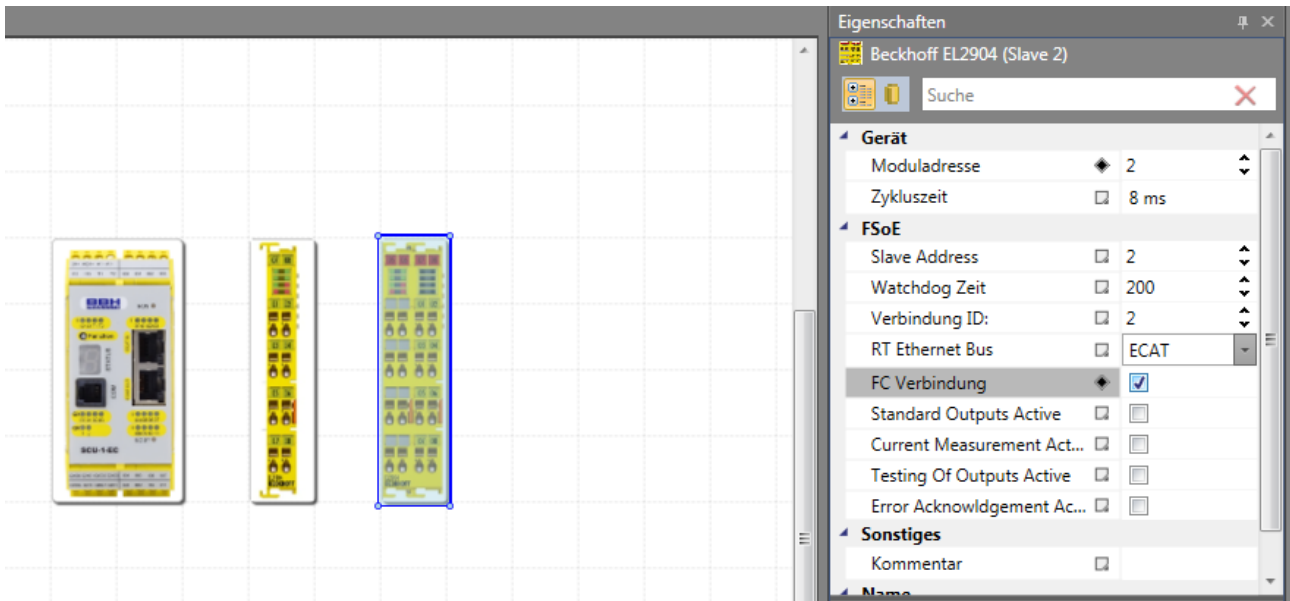 Eigenschaften
Beckhoff EL2904 (Slave 2)
Suche
Gerät
Moduladresse 2
Zykluszeit 8 ms
FSoE
Slave Address 2
Watchdog Zeit 200
Verbindung ID: 2
RT Ethernet Bus ECAT
FC Verbindung
Standard Outputs Active
Current Measurement Act...
Testing Of Outputs Active
Error Acknowldgement Ac...
Sonstiges
Kommentar
Name
BBH
SCU-1-EC